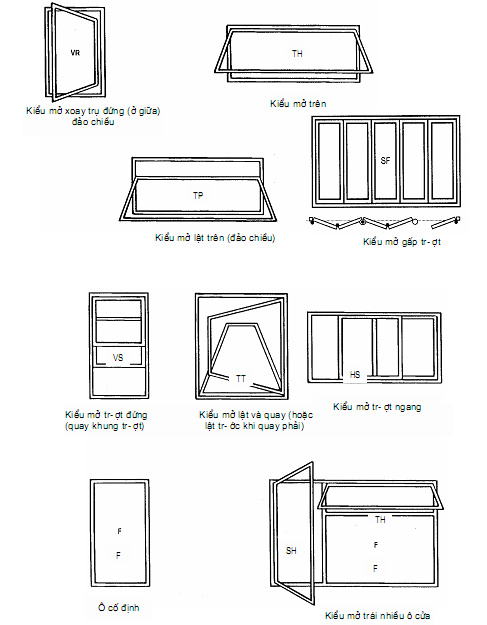 VR
Kiểu mở xoay trụ đứng (ở giữa)
đảo chiều
TH
Kiểu mở trên
TP
Kiểu mở lật trên (đảo chiều)
SF
Kiểu mở gấp tr- ợt
VS
Kiểu mở tr- ợt đứng
(quay khung tr- ợt)
TT
Kiểu mở lật và quay (hoặc
lật tr- ớc khi quay phải)
HS
Kiểu mở tr- ợt ngang
F
F
Ô cố định
SH
TH
F
F
Kiểu mở trái nhiều ô cửa